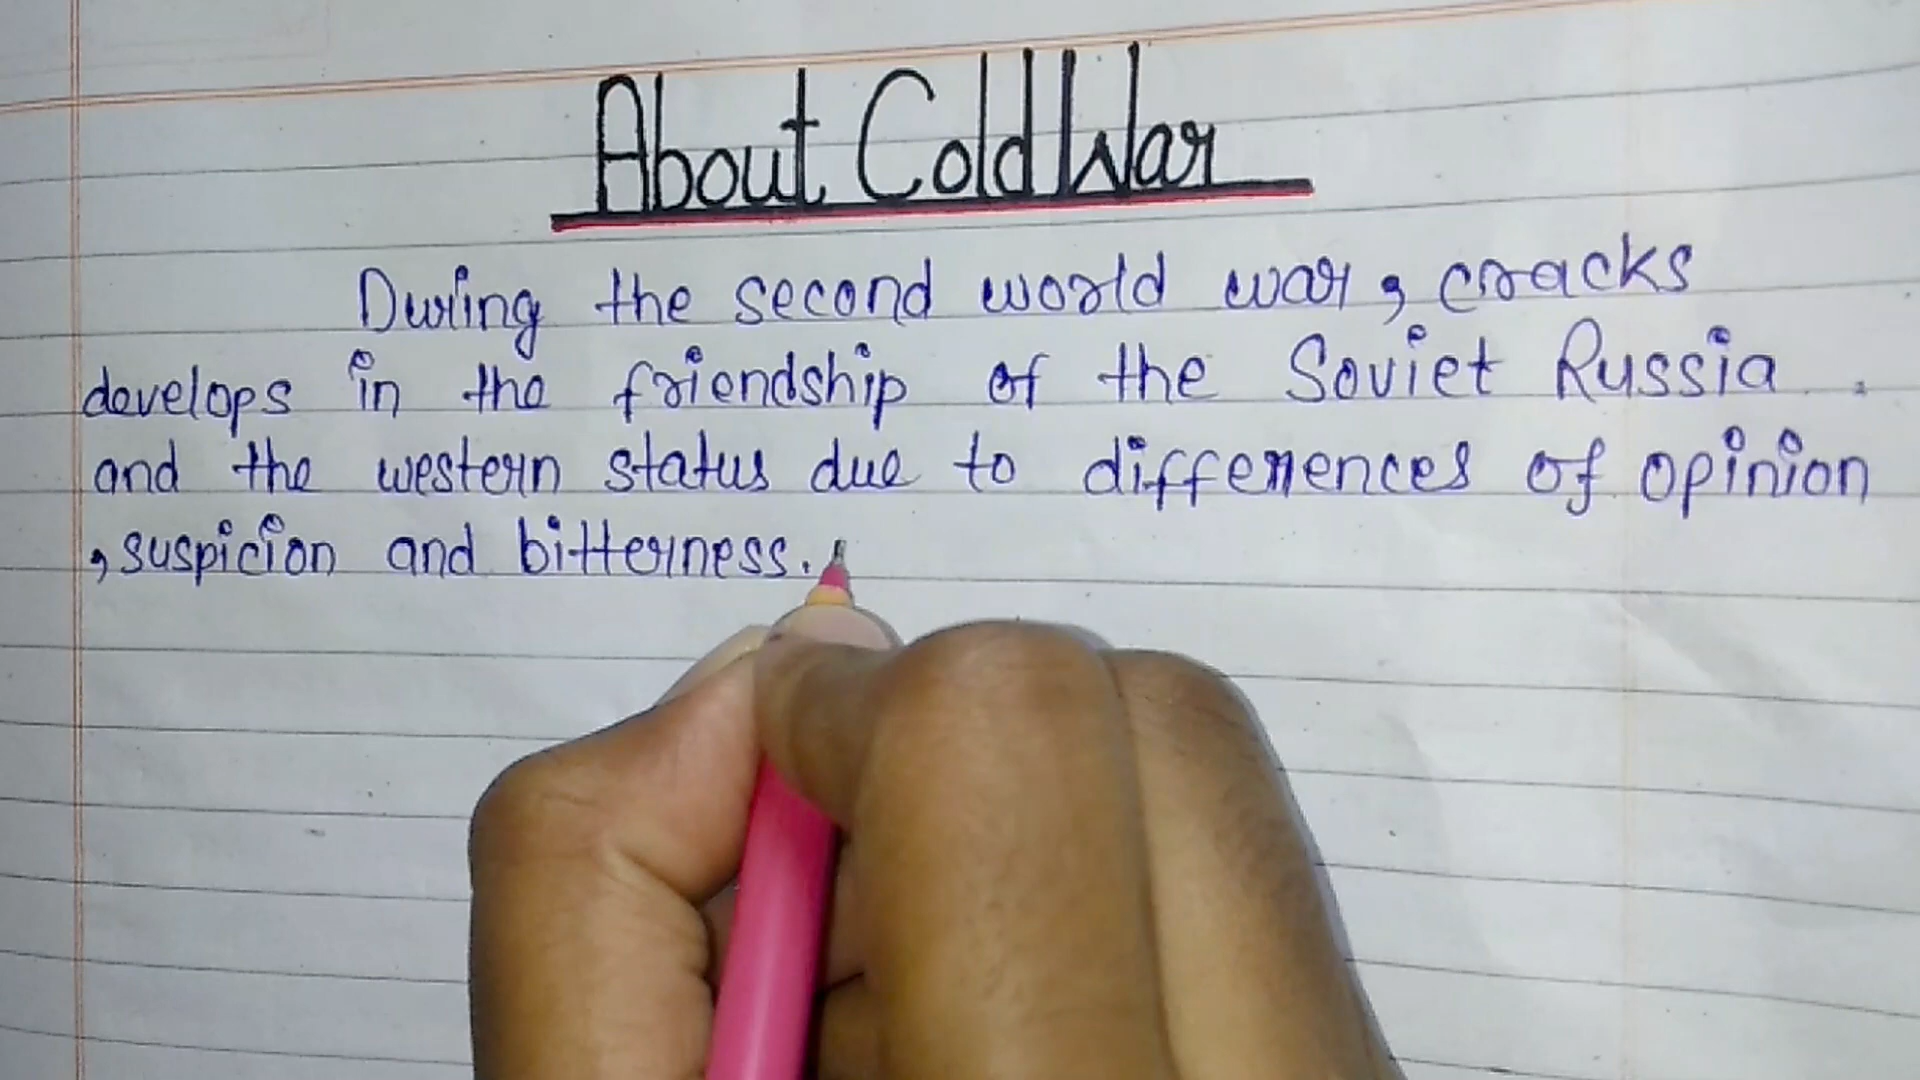 About Cold War
During the second world war, cracks
develops in the friendship of the Soviet Russia.
and the western status due to differences of opinion
, suspicion and bitterness.